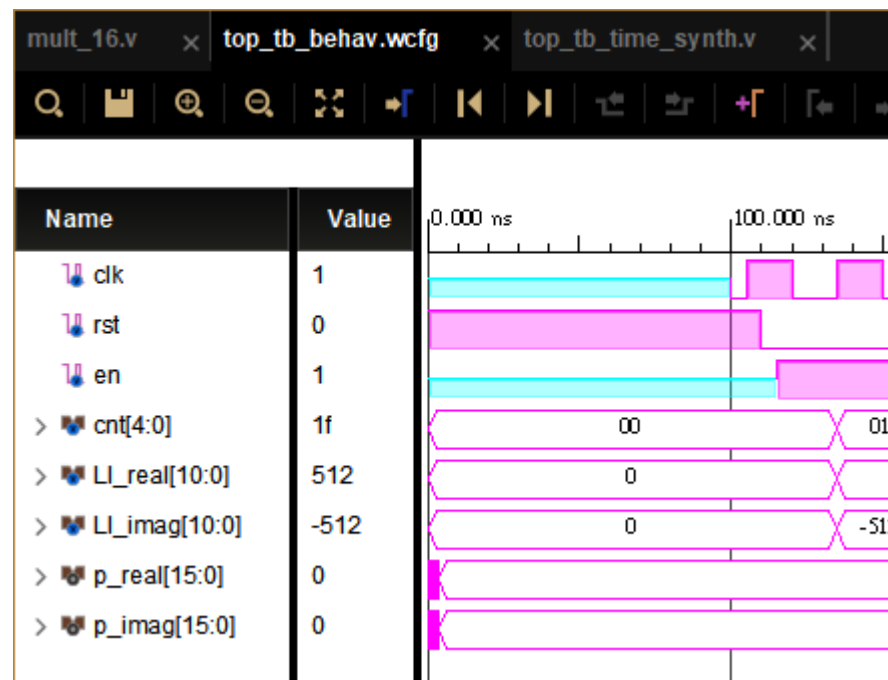 mult_16.v × top_tb_behav.wcfg × top_tb_time_synth.v ×
Name Value 0.000 ns 100.000 ns
clk 1
rst 0
en 1
cnt[4:0] 1f 00 01
LI_real[10:0] 512 0
LI_imag[10:0] -512 0 -51
p_real[15:0] 0
p_imag[15:0] 0